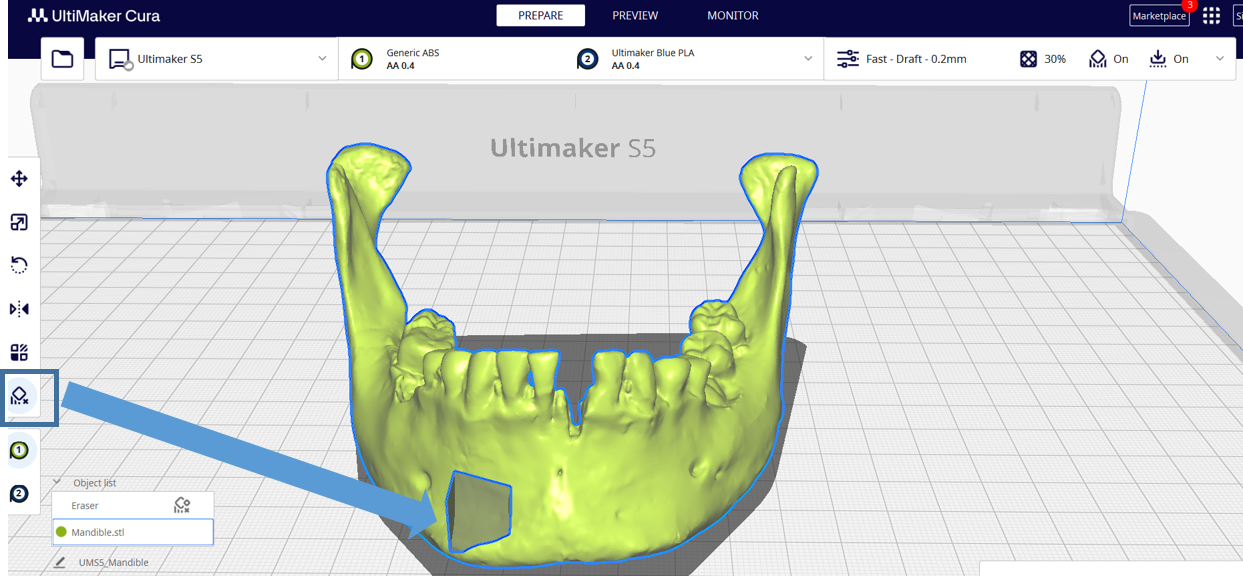 UltiMaker Cura
PREPARE
PREVIEW
MONITOR
Marketplace
3
Ultimaker S5
1
Generic ABS
AA 0.4
2
Ultimaker Blue PLA
AA 0.4
Fast - Draft - 0.2mm
30%
On
On
Ultimaker S5
1
2
Object list
Eraser
Mandible.stl
UMS5_Mandible